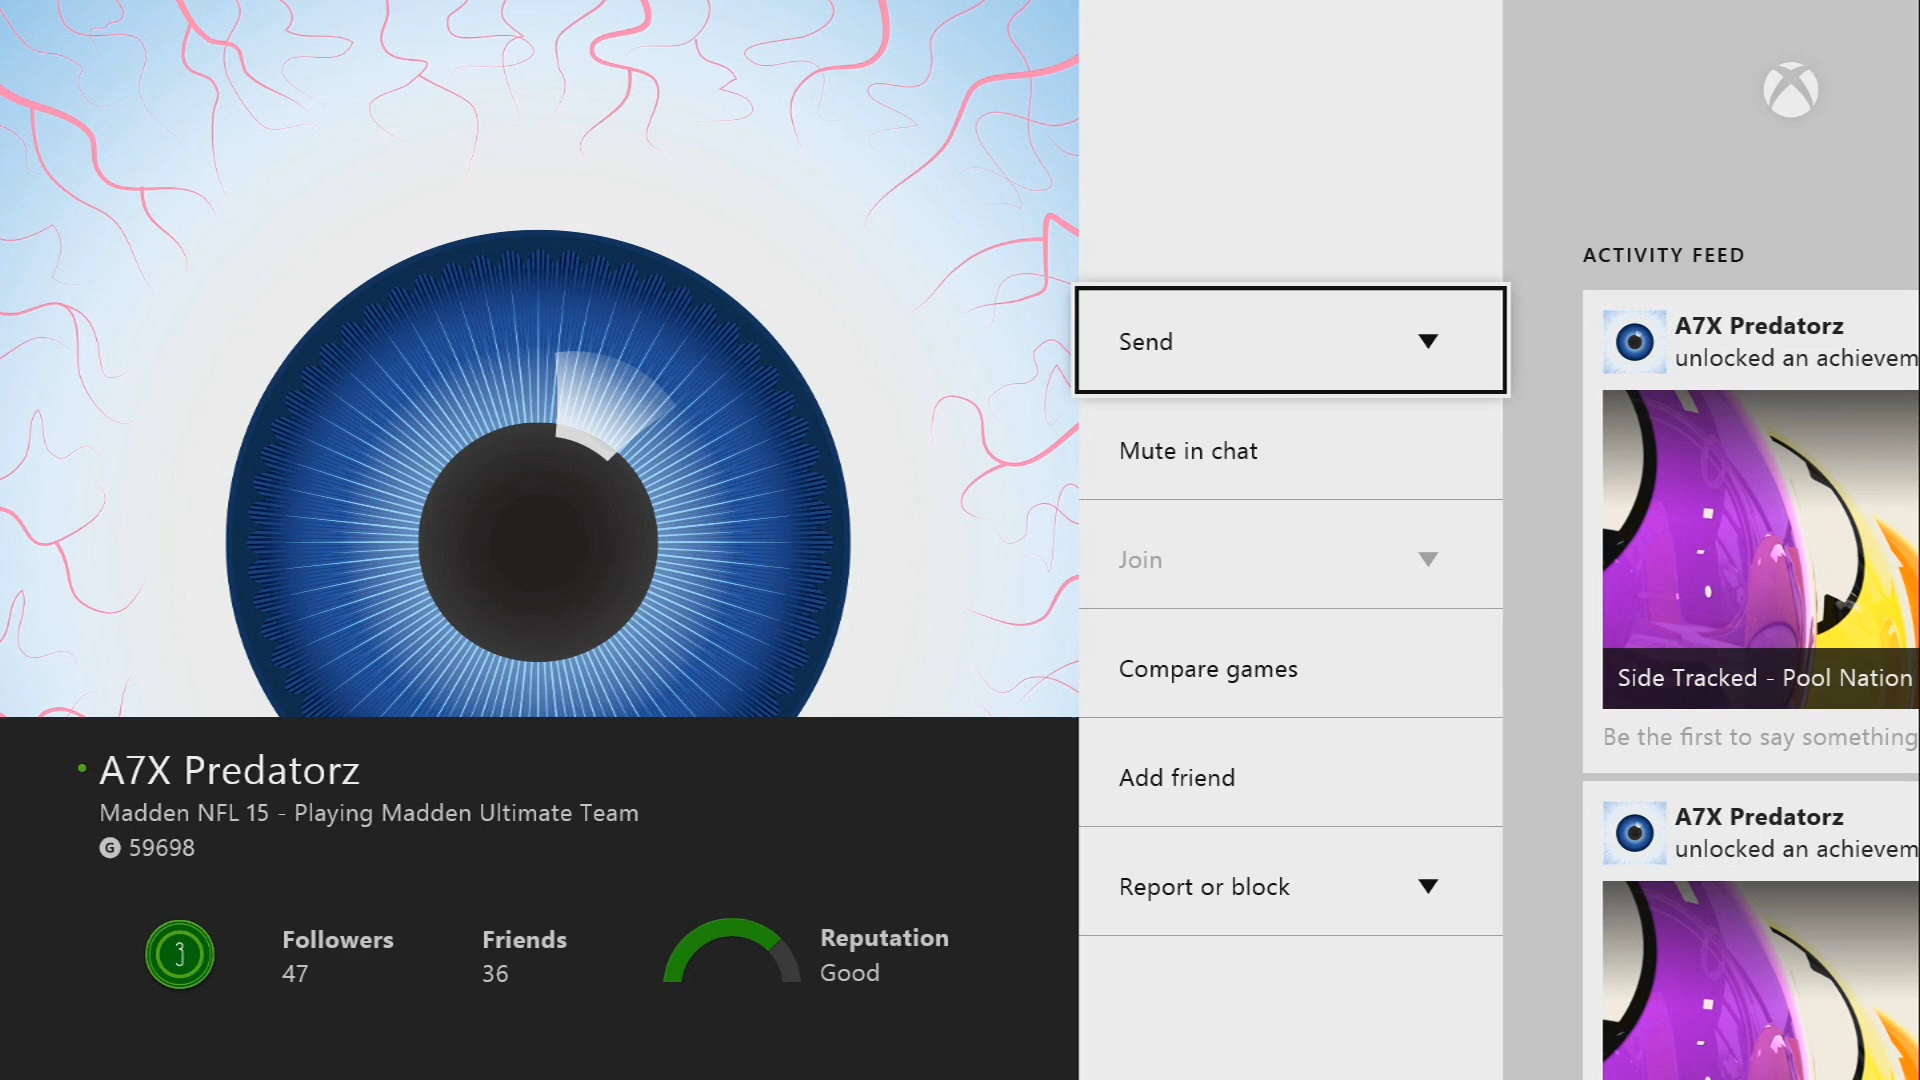 A7X Predatorz
Madden NFL 15 - Playing Madden Ultimate Team
G 59698
3
Followers
47
Friends
36
Reputation
Good
Send
Mute in chat
Join
Compare games
Add friend
Report or block
ACTIVITY FEED
A7X Predatorz
unlocked an achievem
Side Tracked - Pool Nation
Be the first to say something
A7X Predatorz
unlocked an achievem